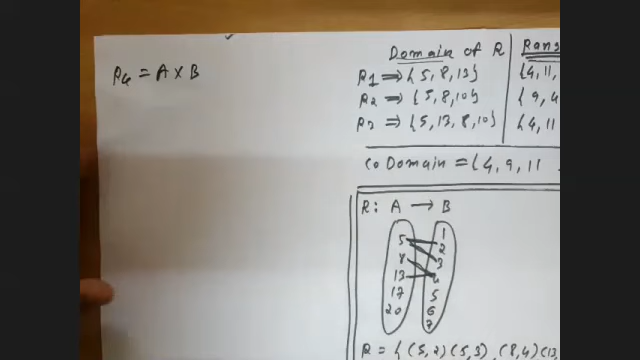 R4 = A × B
Domain of R | Rang
R1 ⇒ {5, 8, 13} | {4, 11,
R2 ⇒ {5, 8, 10} | {9, 4
R3 ⇒ {5, 13, 8, 10} | {4, 11
Co Domain = {4, 9, 11
R: A → B
5 1
8 2
13 3
17 4
20 5
6
7
R = { (5, 2) (5, 3), (8, 4) (13,